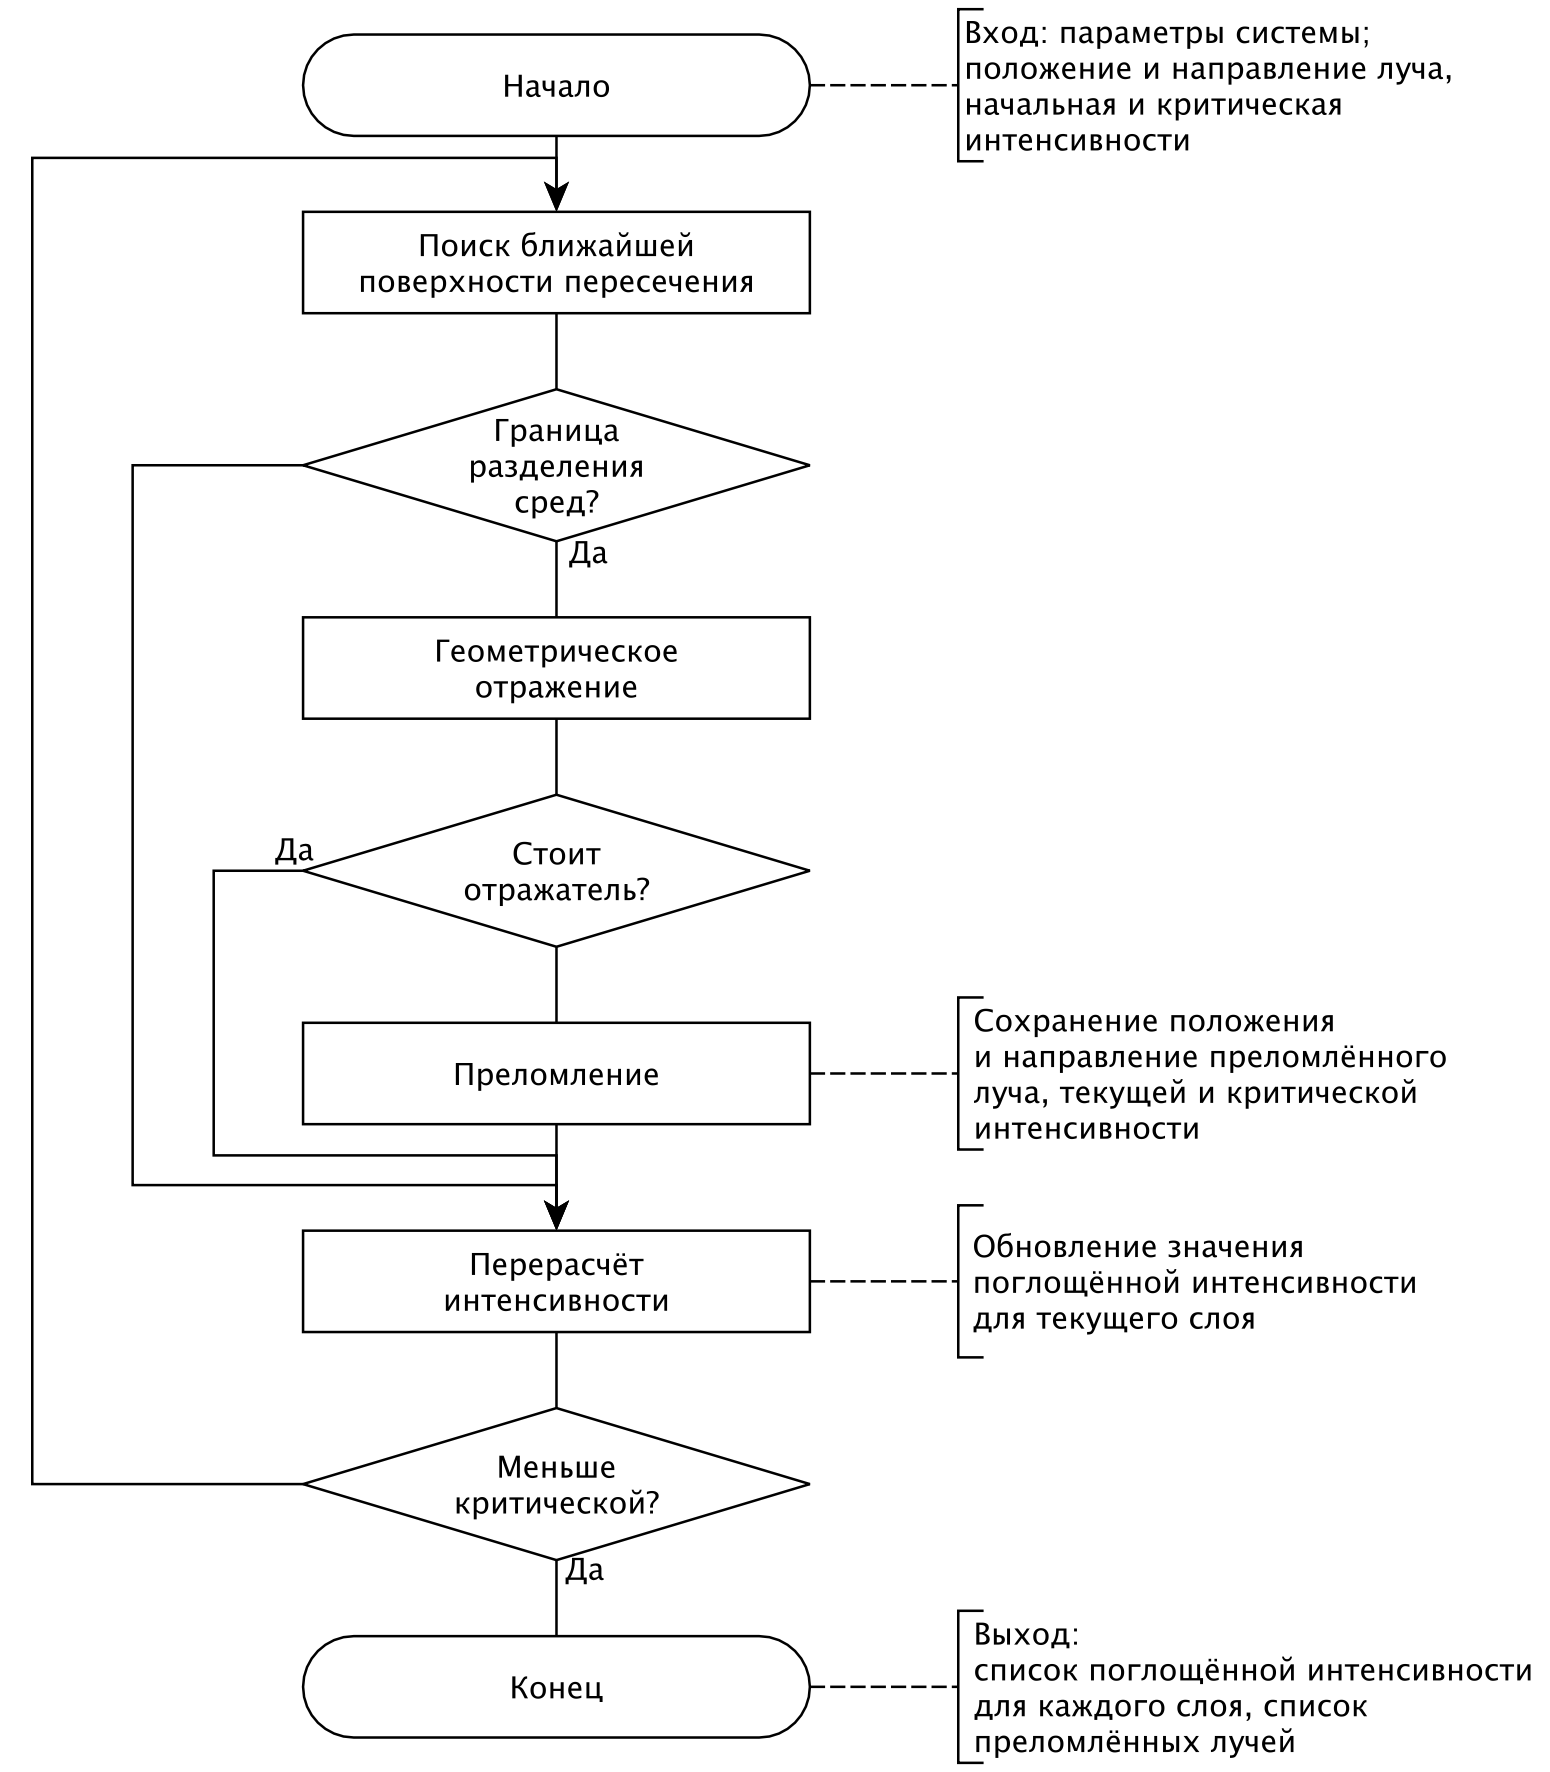 Начало
Вход: параметры системы;
положение и направление луча,
начальная и критическая
интенсивности
Поиск ближайшей
поверхности пересечения
Граница
разделения
сред?
Да
Геометрическое
отражение
Да
Стоит
отражатель?
Преломление
Сохранение положения
и направление преломлённого
луча, текущей и критической
интенсивности
Перерасчёт
интенсивности
Обновление значения
поглощённой интенсивности
для текущего слоя
Меньше
критической?
Да
Конец
Выход:
список поглощённой интенсивности
для каждого слоя, список
преломлённых лучей